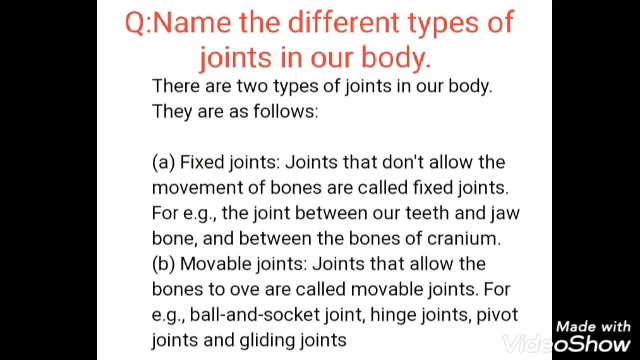 Q:Name the different types of
joints in our body.
There are two types of joints in our body.
They are as follows:
(a) Fixed joints: Joints that don't allow the
movement of bones are called fixed joints.
For e.g., the joint between our teeth and jaw
bone, and between the bones of cranium.
(b) Movable joints: Joints that allow the
bones to ove are called movable joints. For
e.g., ball-and-socket joint, hinge joints, pivot
joints and gliding joints
Made with
VideoShow